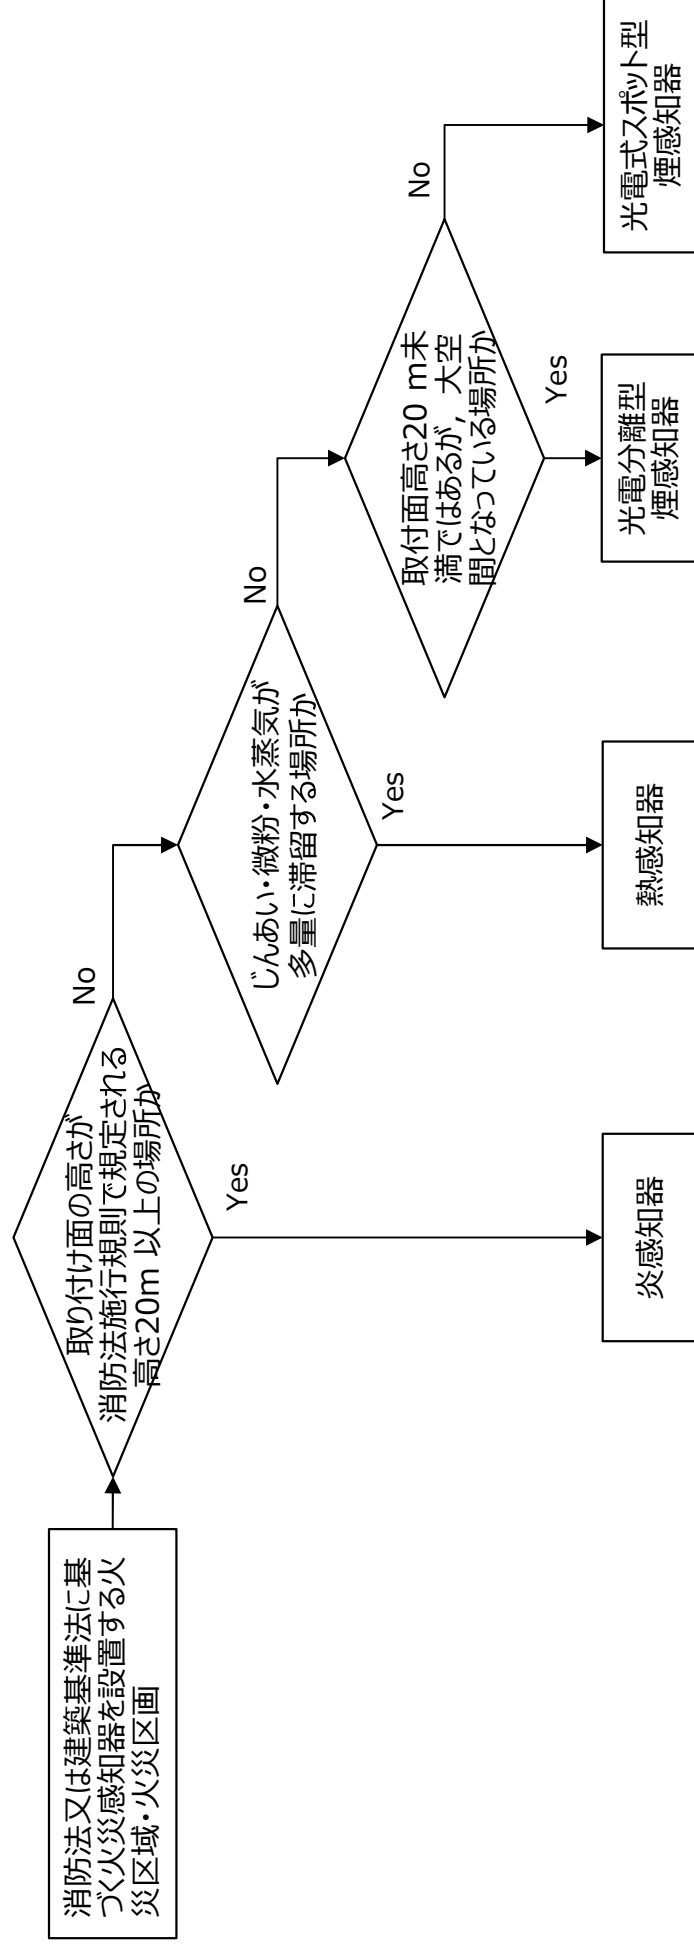 消防法又は建築基準法に基
づく火災感知器を設置する火
災区域・火災区画
取り付け面の高さが
消防法施行規則で規定される
高さ20m 以上の場所か
No
Yes
じんあい・微粉・水蒸気が
多量に滞留する場所か
No
Yes
取付面高さ20 m未
満ではあるが，大空
間となっている場所か
No
Yes
炎感知器
熱感知器
光電分離型
煙感知器
光電式スポット型
煙感知器